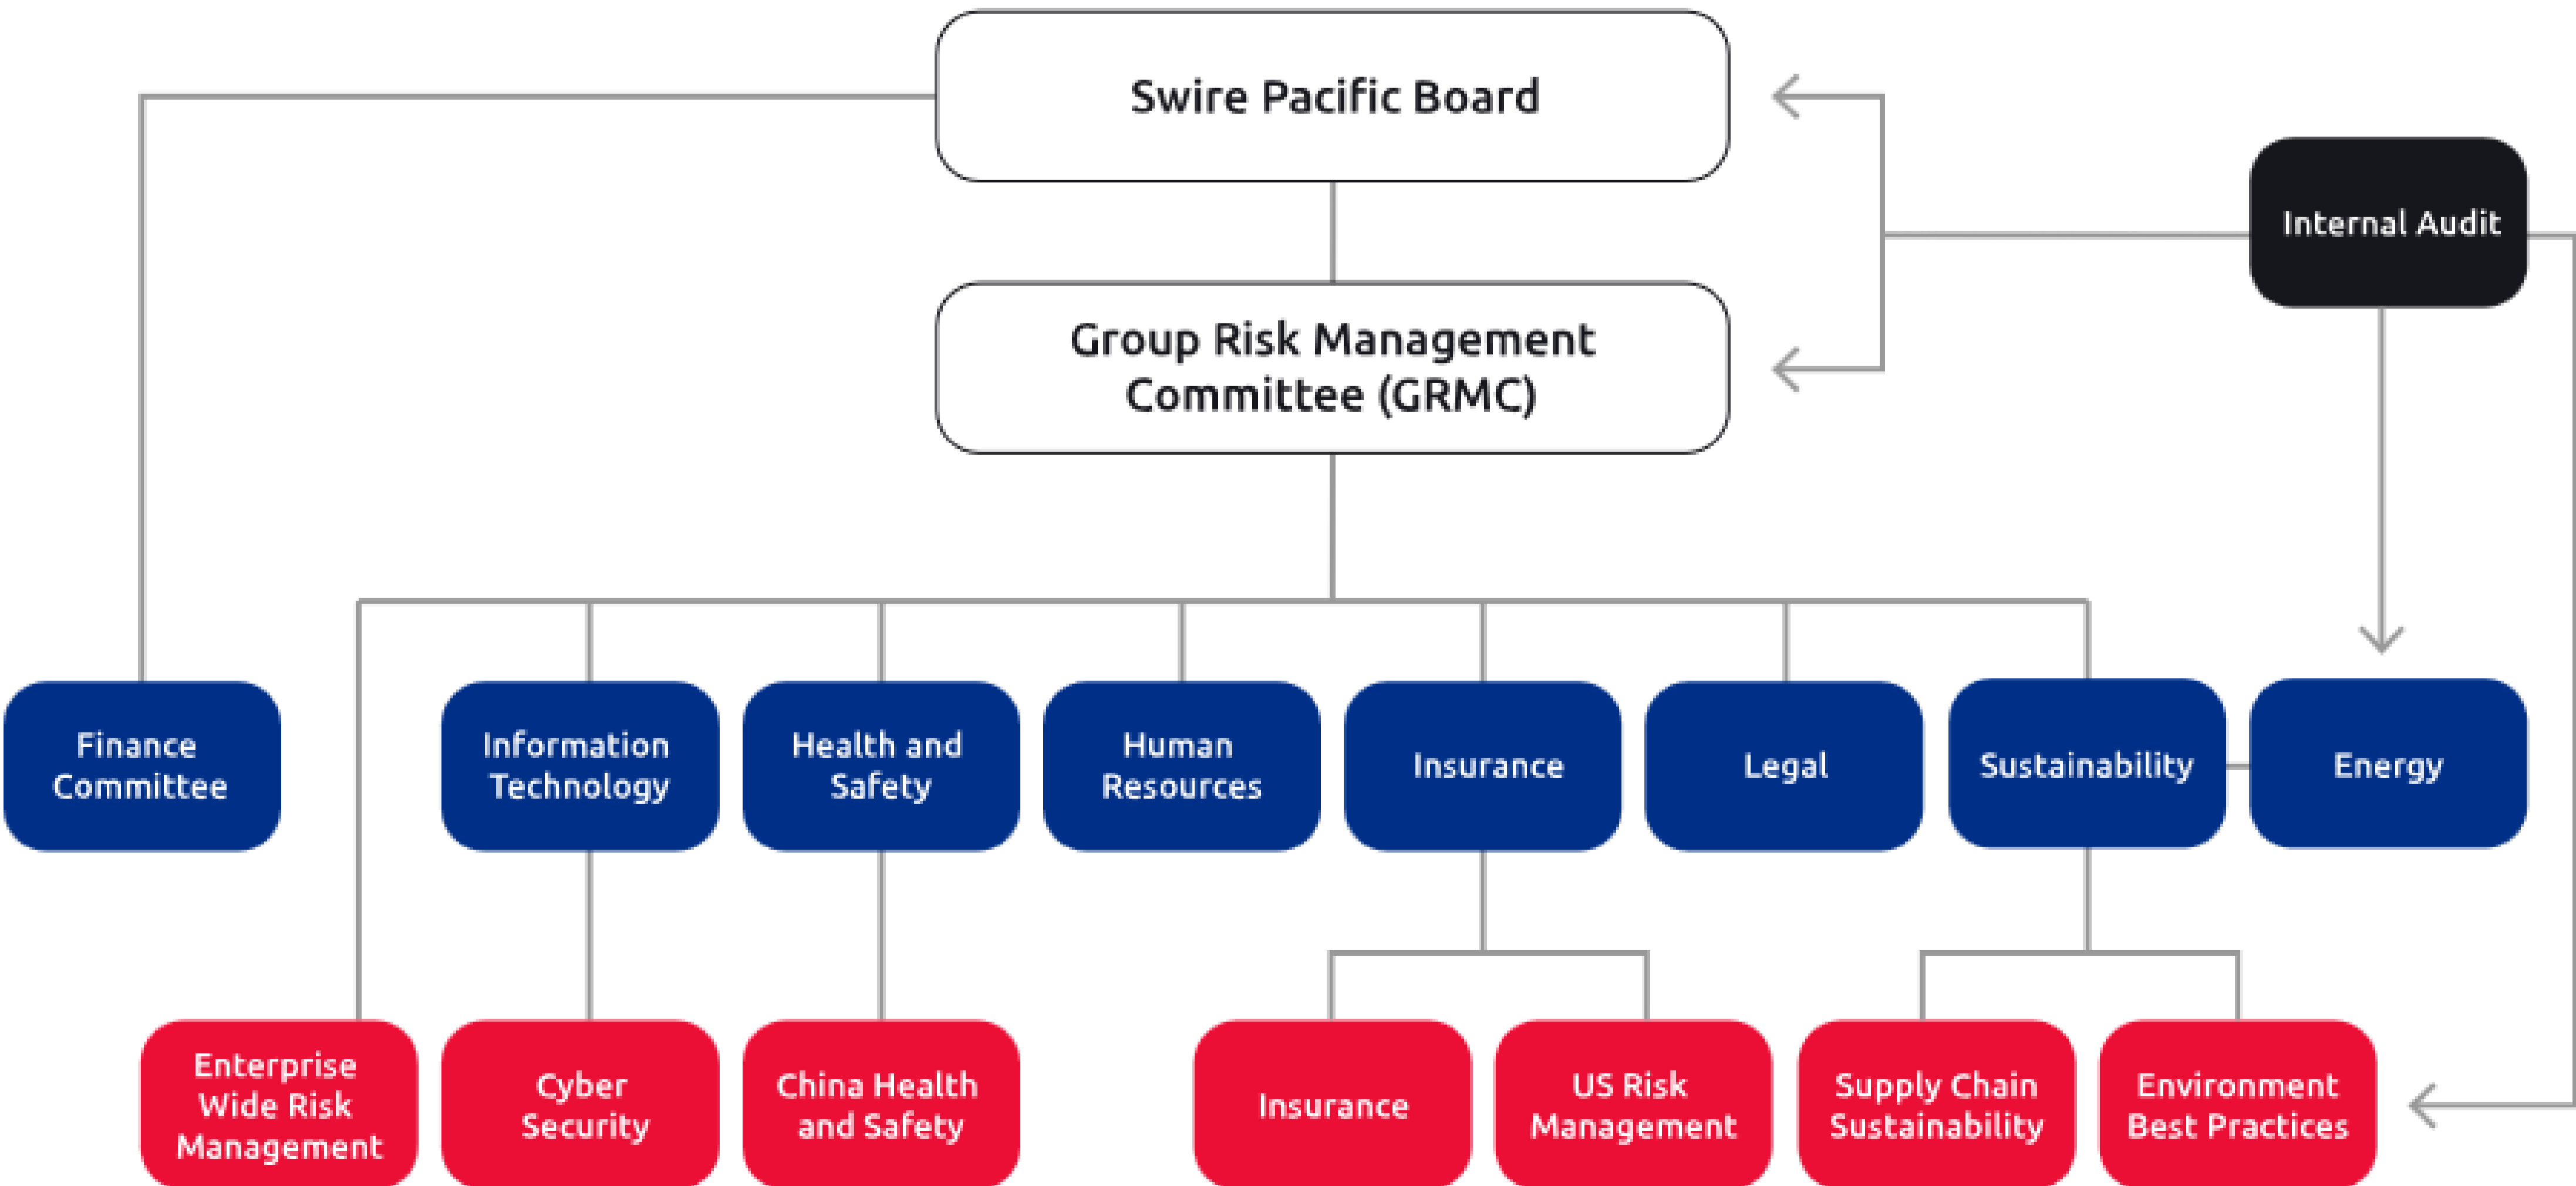 Swire Pacific Board
Internal Audit
Group Risk Management
Committee (GRMC)
Finance
Committee
Information
Technology
Health and
Safety
Human
Resources
Insurance
Legal
Sustainability
Energy
Enterprise
Wide Risk
Management
Cyber
Security
China Health
and Safety
Insurance
US Risk
Management
Supply Chain
Sustainability
Environment
Best Practices